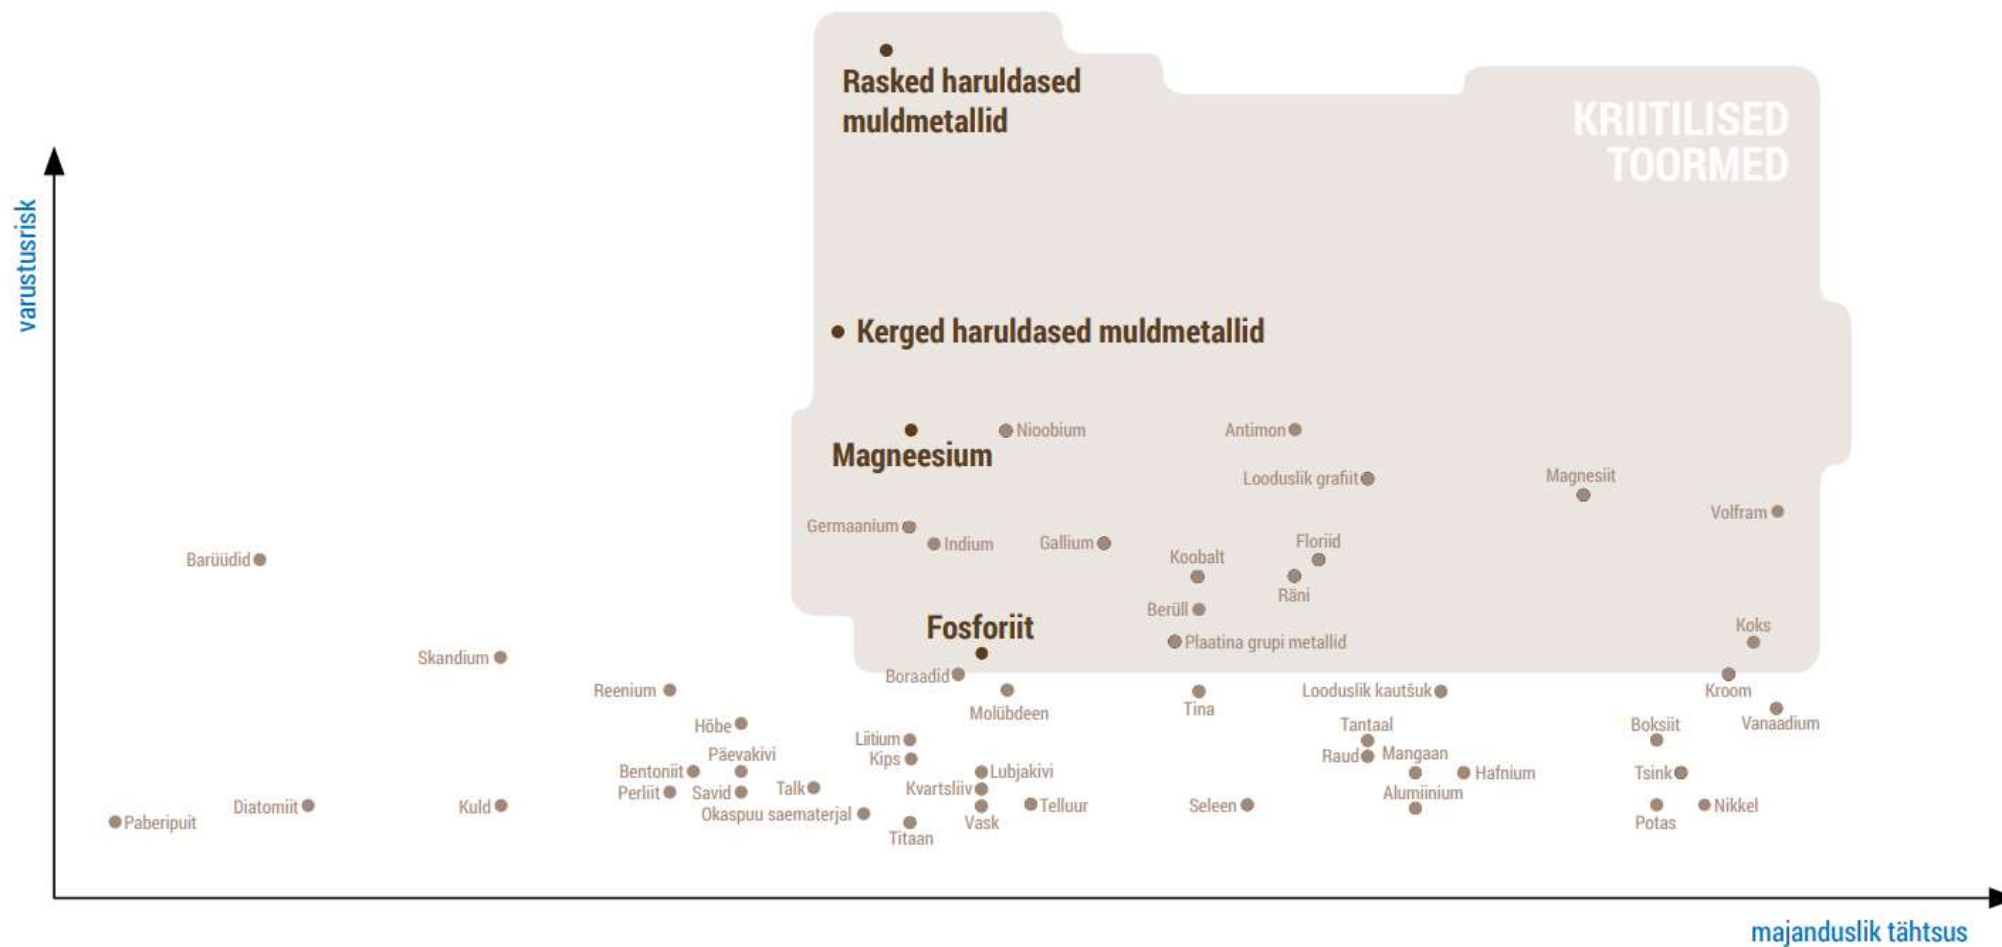 Rasked haruldased
muldmetallid
KRIITILISED
TOORMED
varustusrisk
Kerged haruldased muldmetallid
Magneesium
Nioobium
Antimon
Looduslik grafiit
Magnesiit
Volfram
Germaanium
Indium
Gallium
Koobalt
Floriid
Räni
Barüüdid
Berüll
Fosforiit
Plaatina grupi metallid
Koks
Skandium
Reenium
Boraadid
Molübdeen
Tina
Looduslik kautšuk
Kroom
Vanaadium
Hõbe
Päevakivi
Liitium
Kips
Tantaal
Raud
Mangaan
Boksiit
Bentoniit
Perliit
Savid
Talk
Lubjakivi
Kvartsliiv
Hafnium
Tsink
Alumiinium
Paberipuit
Diatomiit
Kuld
Okaspuu saematerjal
Titaan
Vask
Telluur
Seleen
Potas
Nikkel
majanduslik tähtsus